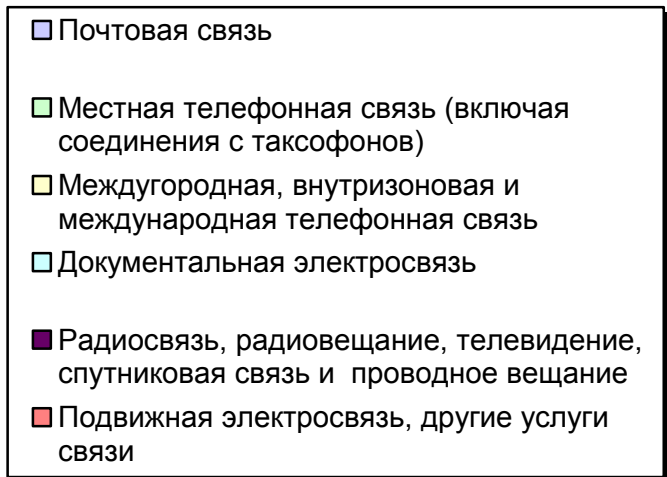 Почтовая связь
Местная телефонная связь (включая
соединения с таксофонов)
Междугородная, внутризоновая и
международная телефонная связь
Документальная электросвязь
Радиосвязь, радиовещание, телевидение,
спутниковая связь и проводное вещание
Подвижная электросвязь, другие услуги
связи